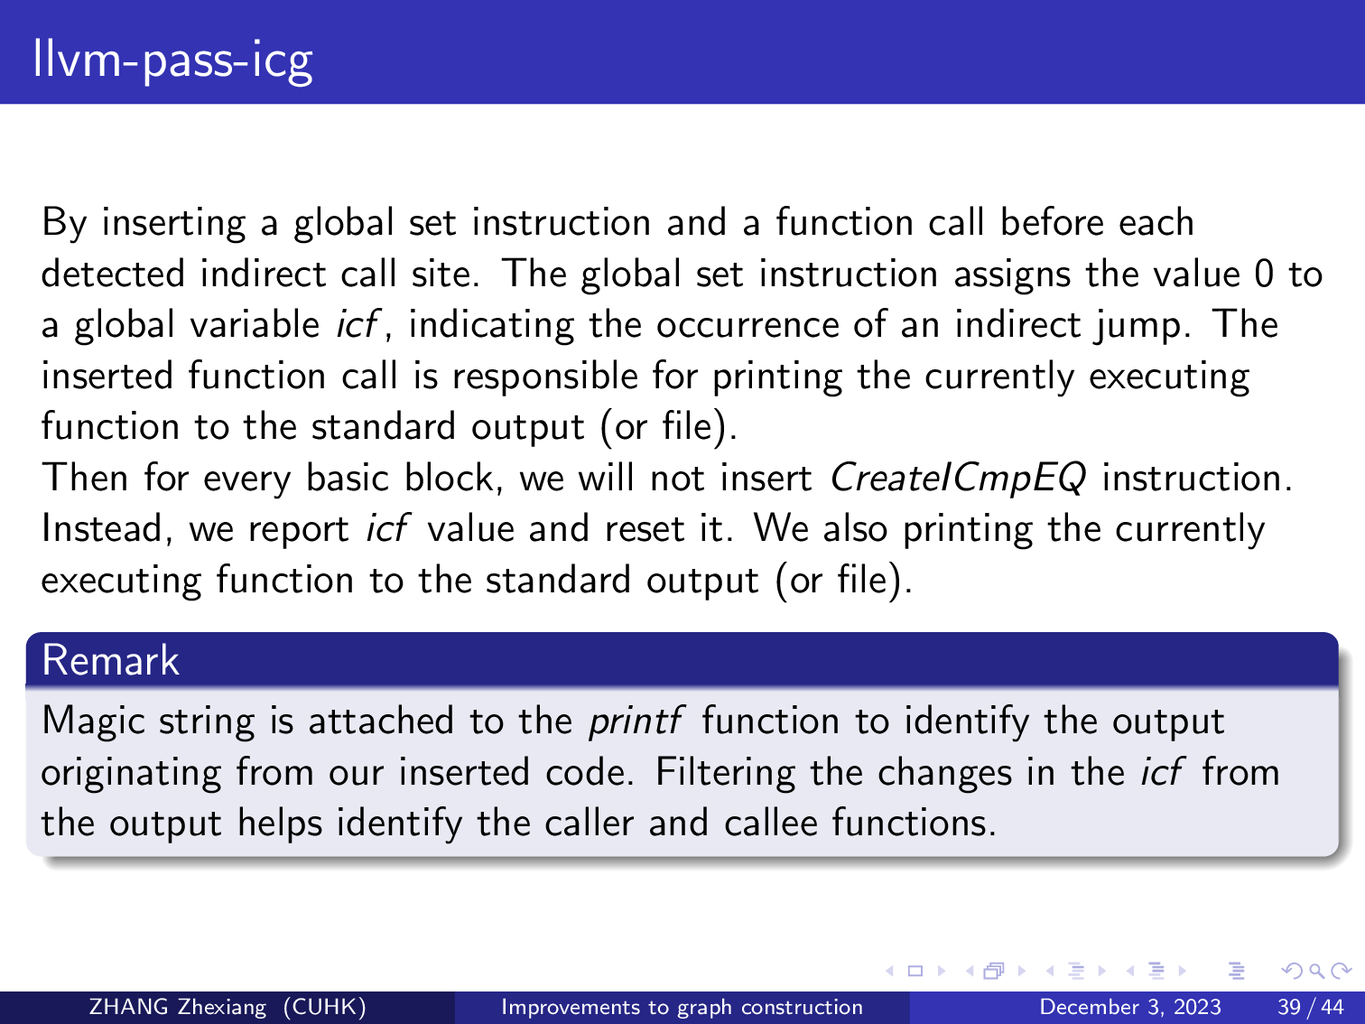 llvm-pass-icg
By inserting a global set instruction and a function call before each
detected indirect call site. The global set instruction assigns the value 0 to
a global variable icf, indicating the occurrence of an indirect jump. The
inserted function call is responsible for printing the currently executing
function to the standard output (or file).
Then for every basic block, we will not insert CreateICmpEQ instruction.
Instead, we report icf value and reset it. We also printing the currently
executing function to the standard output (or file).
Remark
Magic string is attached to the printf function to identify the output
originating from our inserted code. Filtering the changes in the icf from
the output helps identify the caller and callee functions.
ZHANG Zhexiang (CUHK) Improvements to graph construction December 3, 2023 39 / 44